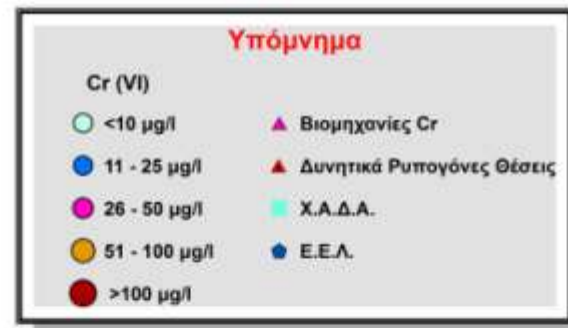 Υπόμνημα
Cr (VI)
<10 μg/l
11 - 25 μg/l
26 - 50 μg/l
51 - 100 μg/l
>100 μg/l
Βιομηχανίες Cr
Δυνητικά Ρυπογόνες Θέσεις
Χ.Α.Δ.Α.
Ε.Ε.Λ.